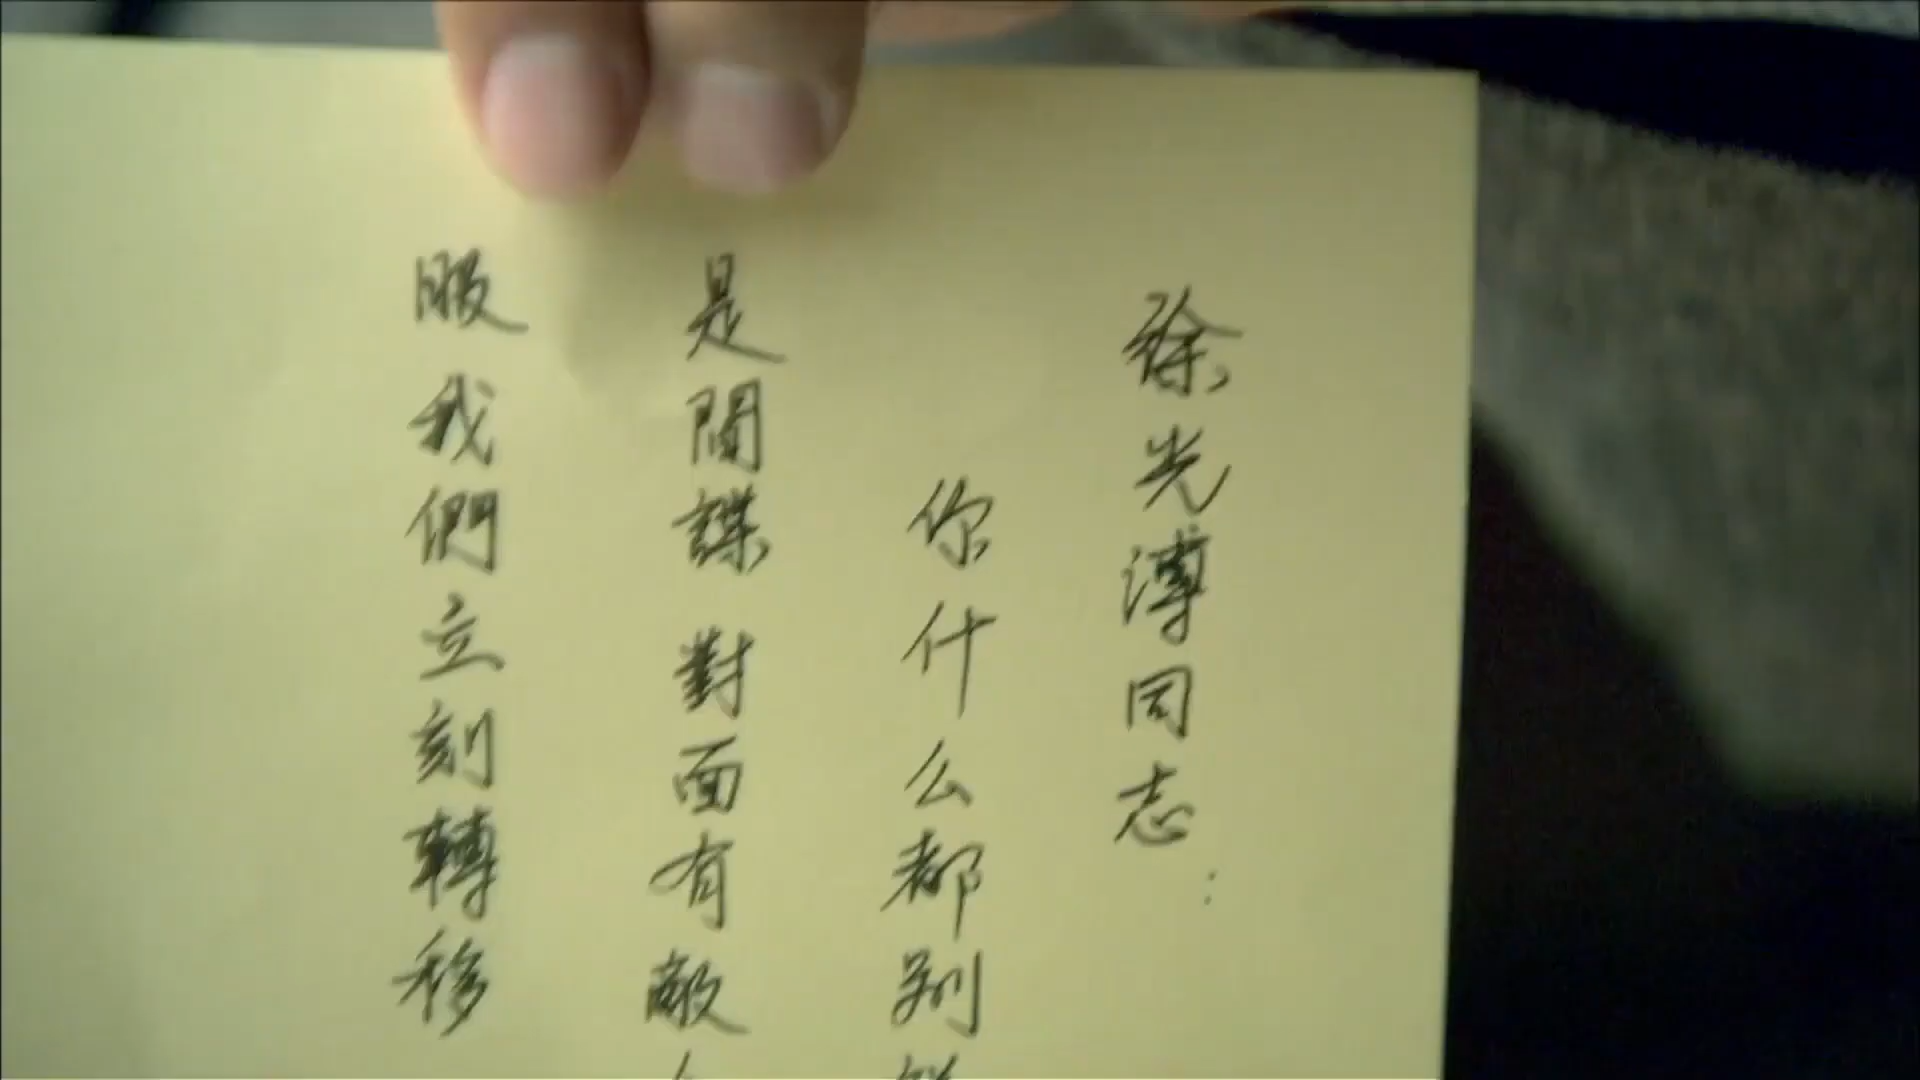 徐光溥同志：
你什么都别
是間諜 對面有敵
服我們立刻轉移